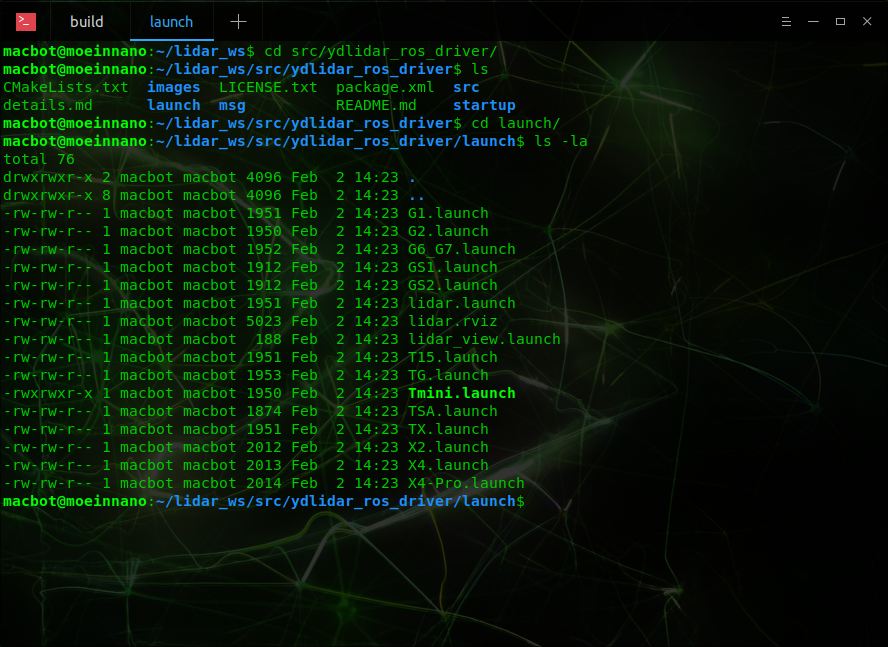 build launch
macbot@moeinnano:~/lidar_ws$ cd src/ydlidar_ros_driver/
macbot@moeinnano:~/lidar_ws/src/ydlidar_ros_driver$ ls
CMakeLists.txt  images  LICENSE.txt  package.xml  src
details.md      launch  msg          README.md    startup
macbot@moeinnano:~/lidar_ws/src/ydlidar_ros_driver$ cd launch/
macbot@moeinnano:~/lidar_ws/src/ydlidar_ros_driver/launch$ ls -la
total 76
drwxrwxr-x 2 macbot macbot 4096 Feb  2 14:23 .
drwxrwxr-x 8 macbot macbot 4096 Feb  2 14:23 ..
-rw-rw-r-- 1 macbot macbot 1951 Feb  2 14:23 G1.launch
-rw-rw-r-- 1 macbot macbot 1950 Feb  2 14:23 G2.launch
-rw-rw-r-- 1 macbot macbot 1952 Feb  2 14:23 G6_G7.launch
-rw-rw-r-- 1 macbot macbot 1912 Feb  2 14:23 GS1.launch
-rw-rw-r-- 1 macbot macbot 1912 Feb  2 14:23 GS2.launch
-rw-rw-r-- 1 macbot macbot 1951 Feb  2 14:23 lidar.launch
-rw-rw-r-- 1 macbot macbot 5023 Feb  2 14:23 lidar.rviz
-rw-rw-r-- 1 macbot macbot  188 Feb  2 14:23 lidar_view.launch
-rw-rw-r-- 1 macbot macbot 1951 Feb  2 14:23 T15.launch
-rw-rw-r-- 1 macbot macbot 1953 Feb  2 14:23 TG.launch
-rwxrwxr-x 1 macbot macbot 1950 Feb  2 14:23 Tmini.launch
-rw-rw-r-- 1 macbot macbot 1874 Feb  2 14:23 TSA.launch
-rw-rw-r-- 1 macbot macbot 1951 Feb  2 14:23 TX.launch
-rw-rw-r-- 1 macbot macbot 2012 Feb  2 14:23 X2.launch
-rw-rw-r-- 1 macbot macbot 2013 Feb  2 14:23 X4.launch
-rw-rw-r-- 1 macbot macbot 2014 Feb  2 14:23 X4-Pro.launch
macbot@moeinnano:~/lidar_ws/src/ydlidar_ros_driver/launch$